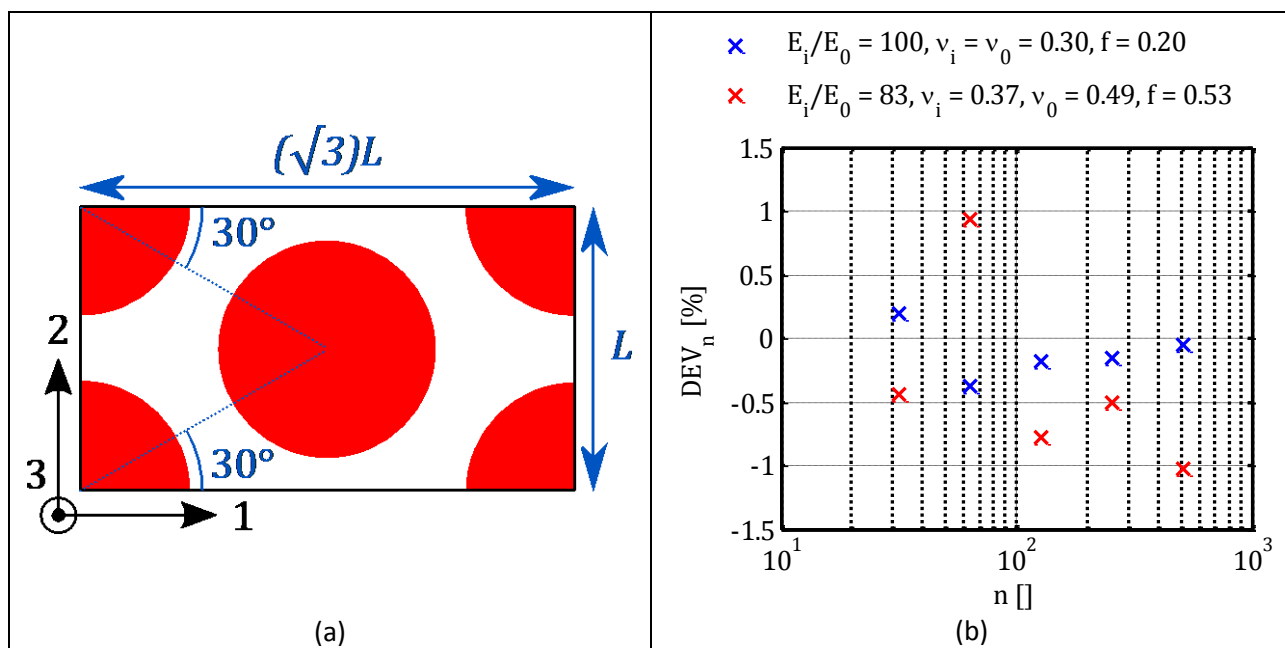 (√3)L
30°
L
30°
2
3
1
(a)
E_i/E_0 = 100, ν_i = ν_0 = 0.30, f = 0.20
E_i/E_0 = 83, ν_i = 0.37, ν_0 = 0.49, f = 0.53
DEV_n [%]
1.5
1
0.5
0
-0.5
-1
-1.5
10^1
10^2
10^3
n []
(b)